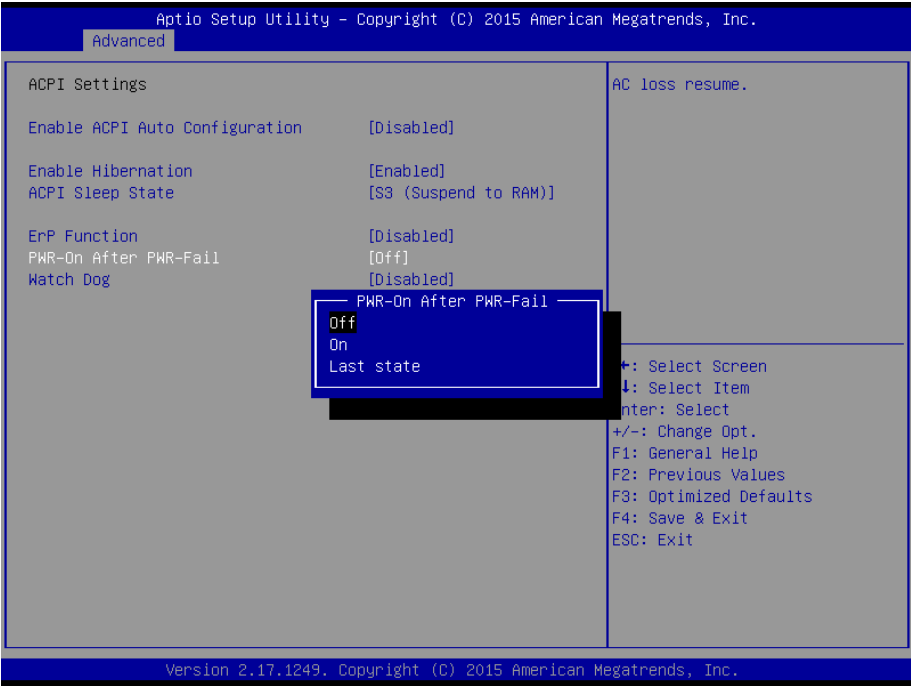 Aptio Setup Utility – Copyright (C) 2015 American Megatrends, Inc.
Advanced
ACPI Settings
Enable ACPI Auto Configuration [Disabled]
Enable Hibernation [Enabled]
ACPI Sleep State [S3 (Suspend to RAM)]
ErP Function [Disabled]
PWR-On After PWR-Fail [Off]
Watch Dog [Disabled]
PWR-On After PWR-Fail
Off
On
Last state
AC loss resume.
: Select Screen
: Select Item
nter: Select
+/-: Change Opt.
F1: General Help
F2: Previous Values
F3: Optimized Defaults
F4: Save & Exit
ESC: Exit
Version 2.17.1249. Copyright (C) 2015 American Megatrends, Inc.